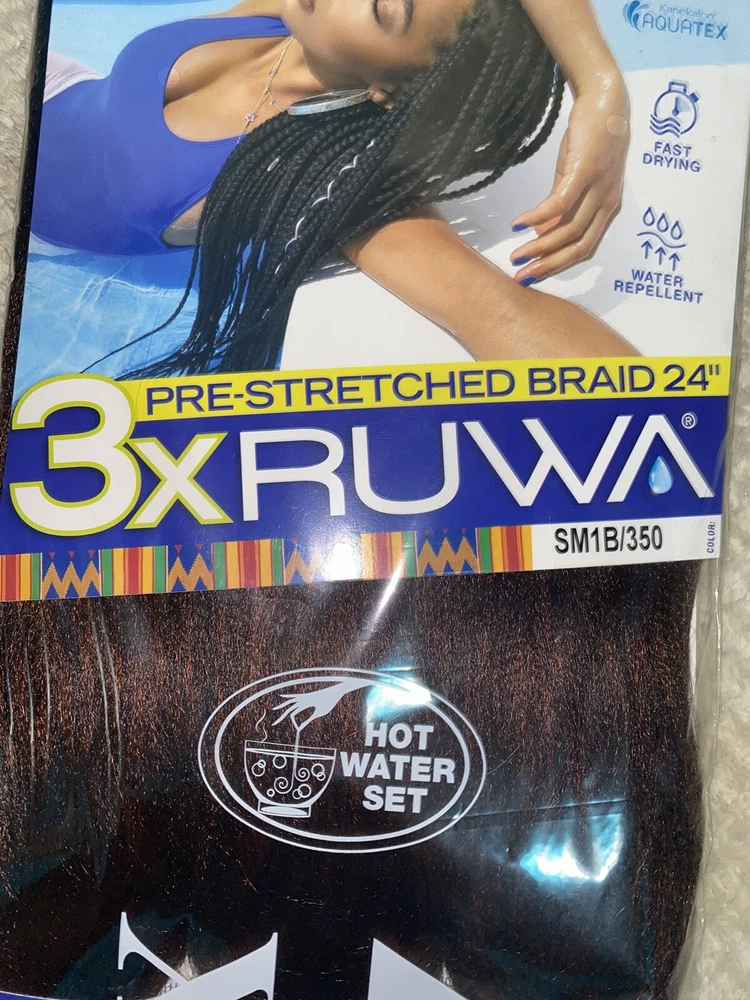 Kanekalon
AQUATEX
FAST
DRYING
WATER
REPELLENT
PRE-STRETCHED BRAID 24"
3X RUWA®
SM1B/350
COLOR:
HOT
WATER
SET